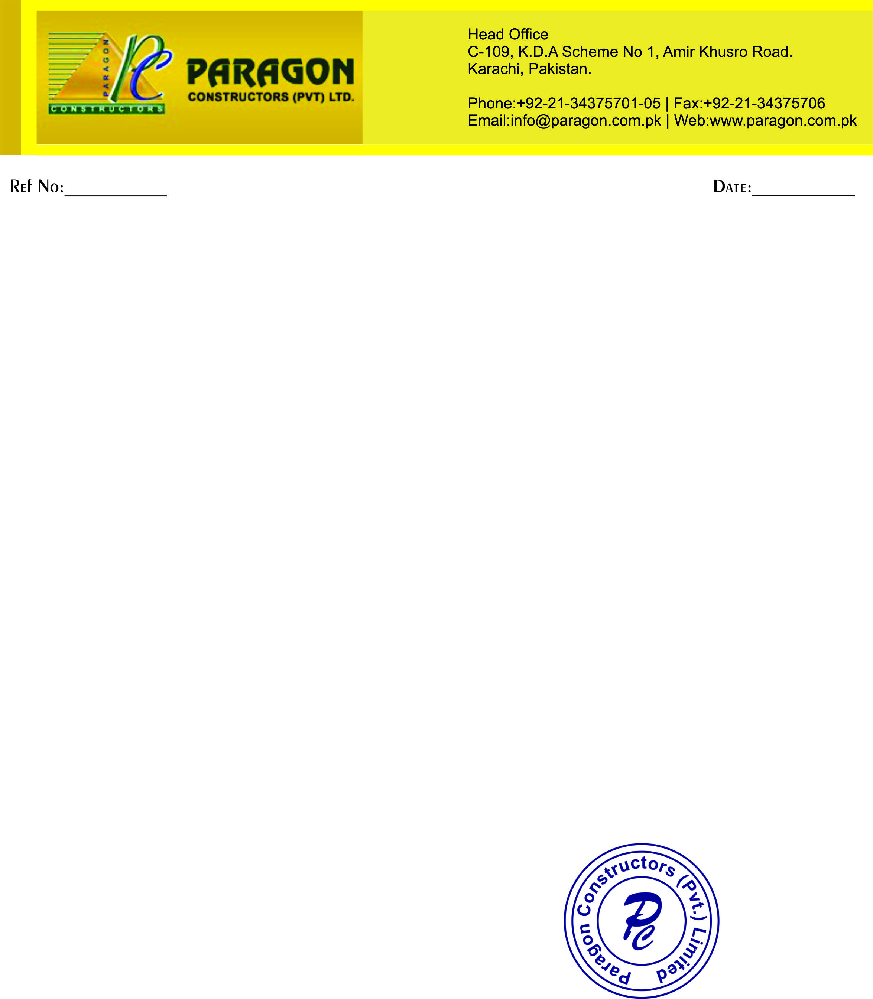 PARAGON
PC
CONSTRUCTORS
PARAGON
CONSTRUCTORS (PVT) LTD.
Head Office
C-109, K.D.A Scheme No 1, Amir Khusro Road.
Karachi, Pakistan.
Phone:+92-21-34375701-05 | Fax:+92-21-34375706
Email:info@paragon.com.pk | Web:www.paragon.com.pk
Ref No:____________
Date:____________
Paragon Constructors (Pvt.) Limited
PC